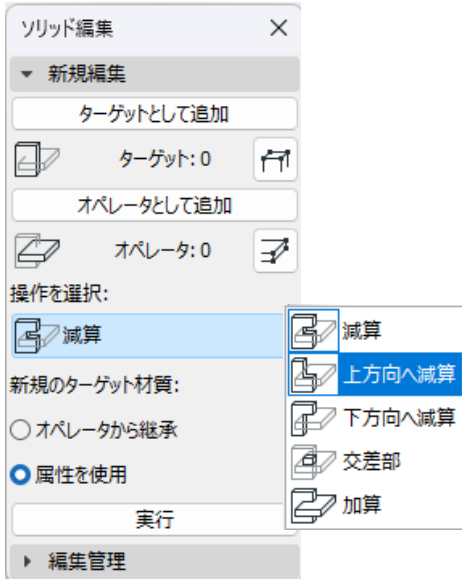 ソリッド編集
新規編集
ターゲットとして追加
ターゲット: 0
オペレータとして追加
オペレータ: 0
操作を選択:
減算
減算
上方向へ減算
下方向へ減算
交差部
加算
新規のターゲット材質:
オペレータから継承
属性を使用
実行
編集管理